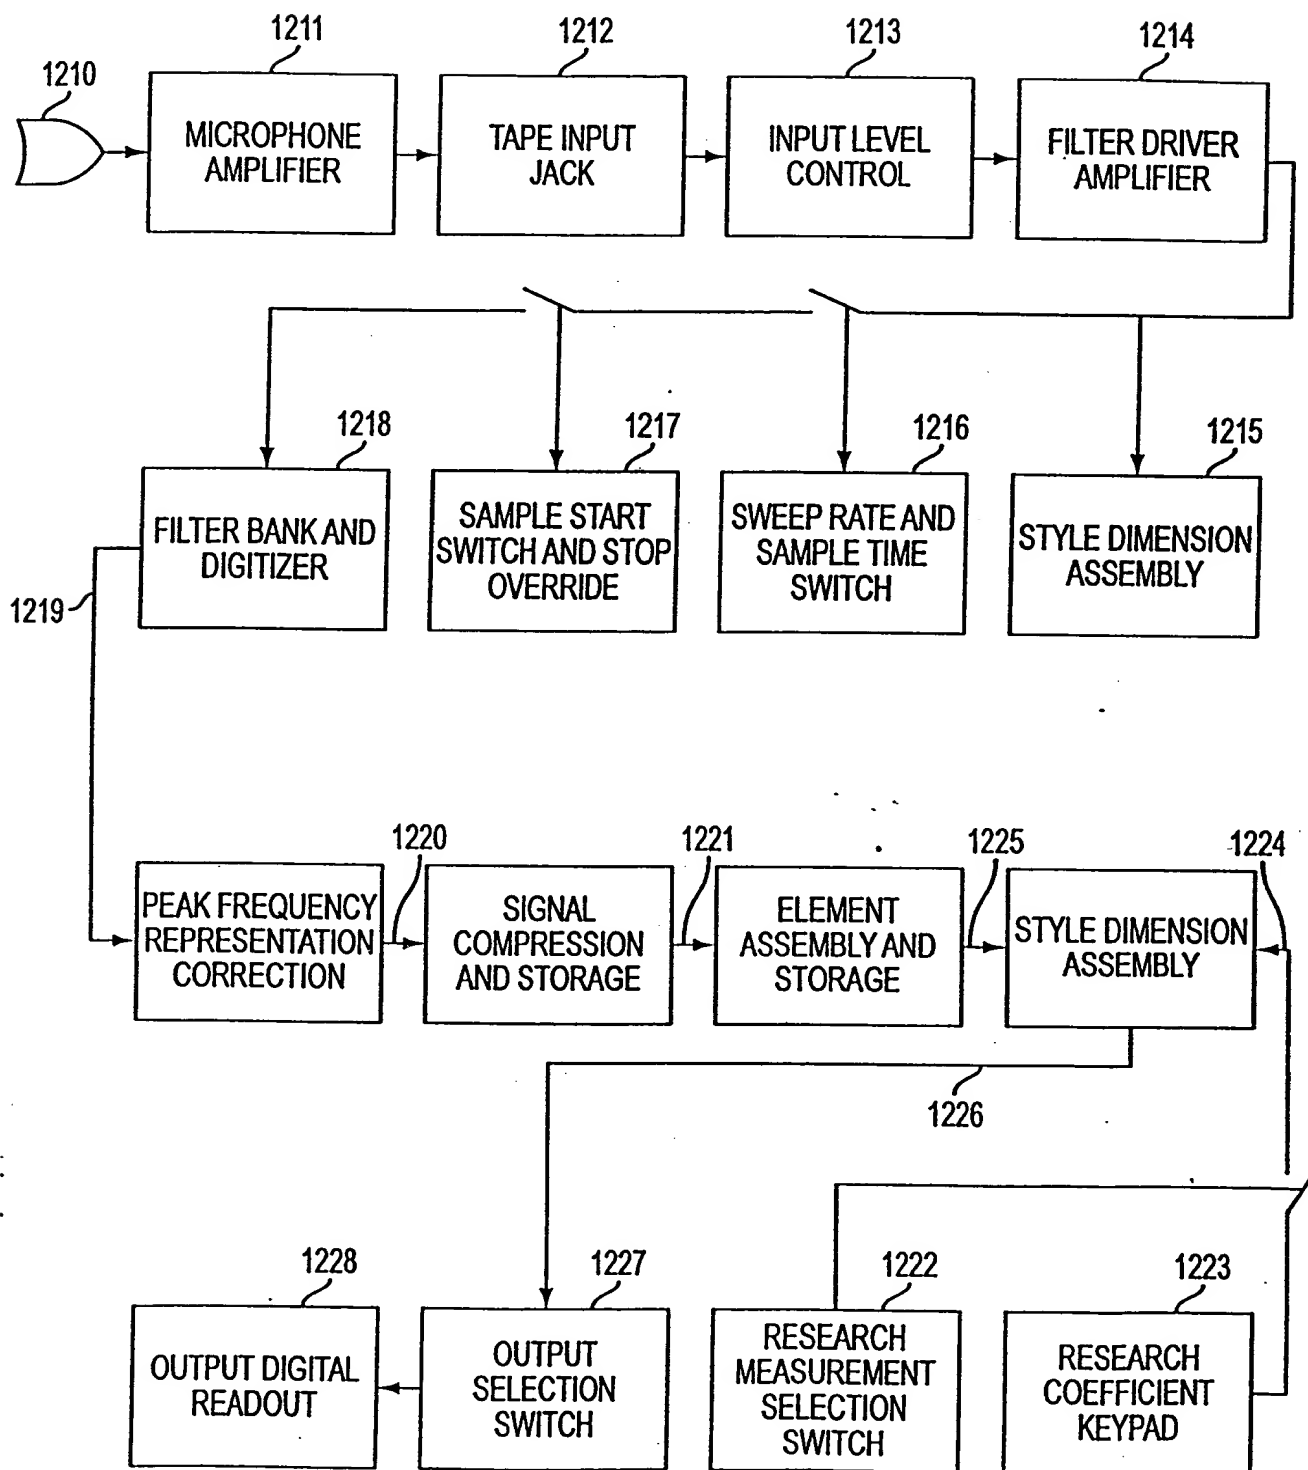 1210
1211
1212
1213
1214
MICROPHONE
AMPLIFIER
TAPE INPUT
JACK
INPUT LEVEL
CONTROL
FILTER DRIVER
AMPLIFIER
1218
1217
1216
1215
FILTER BANK AND
DIGITIZER
SAMPLE START
SWITCH AND STOP
OVERRIDE
SWEEP RATE AND
SAMPLE TIME
SWITCH
STYLE DIMENSION
ASSEMBLY
1219
1220
1221
1225
1224
PEAK FREQUENCY
REPRESENTATION
CORRECTION
SIGNAL
COMPRESSION
AND STORAGE
ELEMENT
ASSEMBLY AND
STORAGE
STYLE DIMENSION
ASSEMBLY
1226
1228
1227
1222
1223
OUTPUT DIGITAL
READOUT
OUTPUT
SELECTION
SWITCH
RESEARCH
MEASUREMENT
SELECTION
SWITCH
RESEARCH
COEFFICIENT
KEYPAD